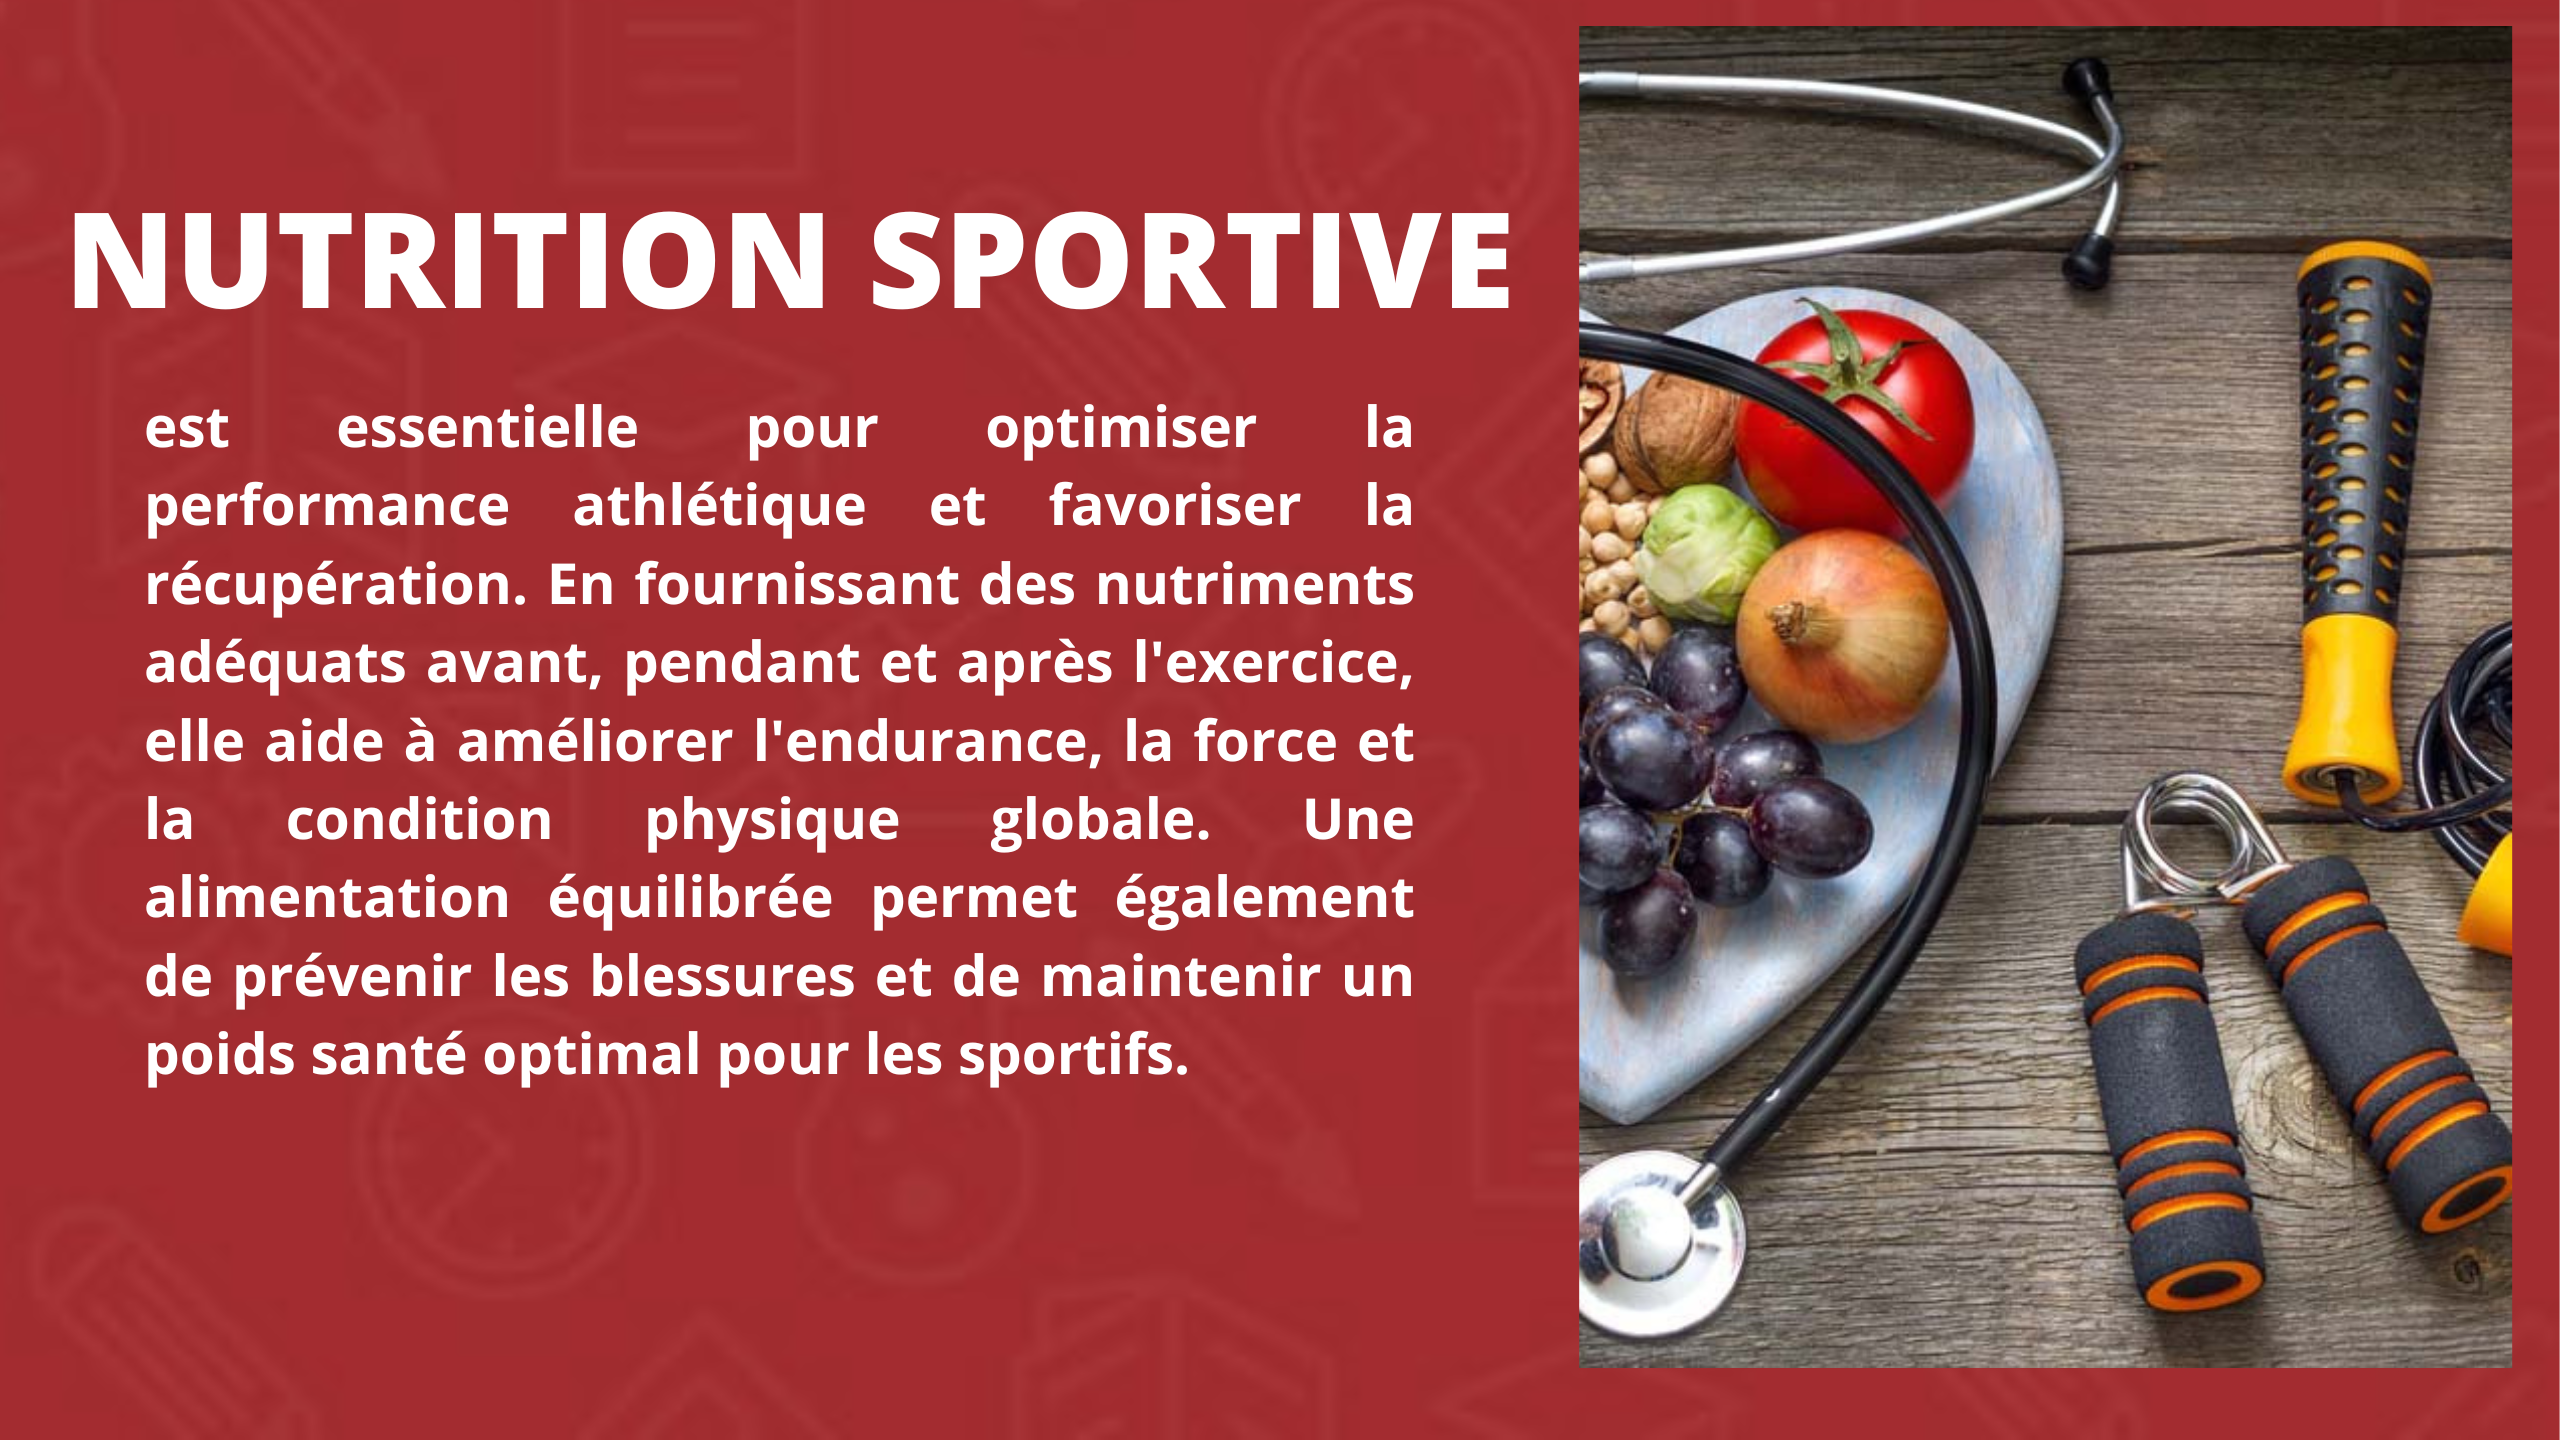 NUTRITION SPORTIVE
est essentielle pour optimiser la
performance athlétique et favoriser la
récupération. En fournissant des nutriments
adéquats avant, pendant et après l'exercice,
elle aide à améliorer l'endurance, la force et
la condition physique globale. Une
alimentation équilibrée permet également
de prévenir les blessures et de maintenir un
poids santé optimal pour les sportifs.